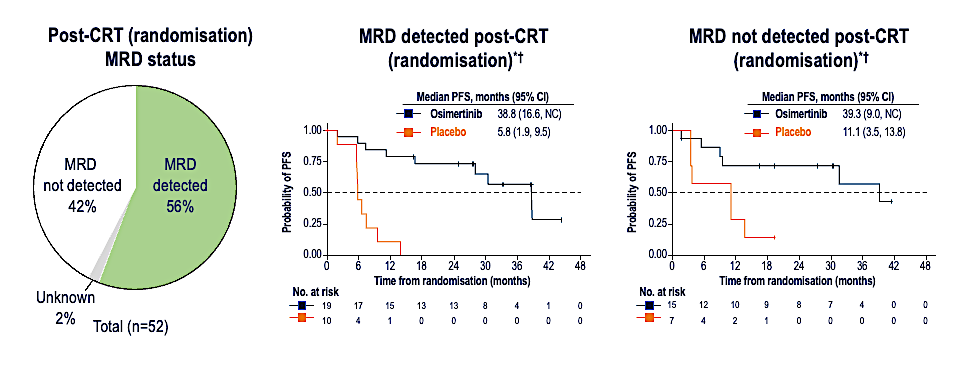 Post-CRT (randomisation)
MRD status
MRD
not detected
42%
MRD
detected
56%
Unknown
2%
Total (n=52)
MRD detected post-CRT
(randomisation)*†
Median PFS, months (95% CI)
Osimertinib 38.8 (16.6, NC)
Placebo 5.8 (1.9, 9.5)
Probability of PFS
1.00
0.75
0.50
0.25
0.00
0 6 12 18 24 30 36 42 48
Time from randomisation (months)
No. at risk
19 17 15 13 13 8 4 1 0
10 4 1 0 0 0 0 0 0
MRD not detected post-CRT
(randomisation)*†
Median PFS, months (95% CI)
Osimertinib 39.3 (9.0, NC)
Placebo 11.1 (3.5, 13.8)
Probability of PFS
1.00
0.75
0.50
0.25
0.00
0 6 12 18 24 30 36 42 48
Time from randomisation (months)
No. at risk
15 12 10 9 8 7 4 0 0
7 4 2 1 0 0 0 0 0